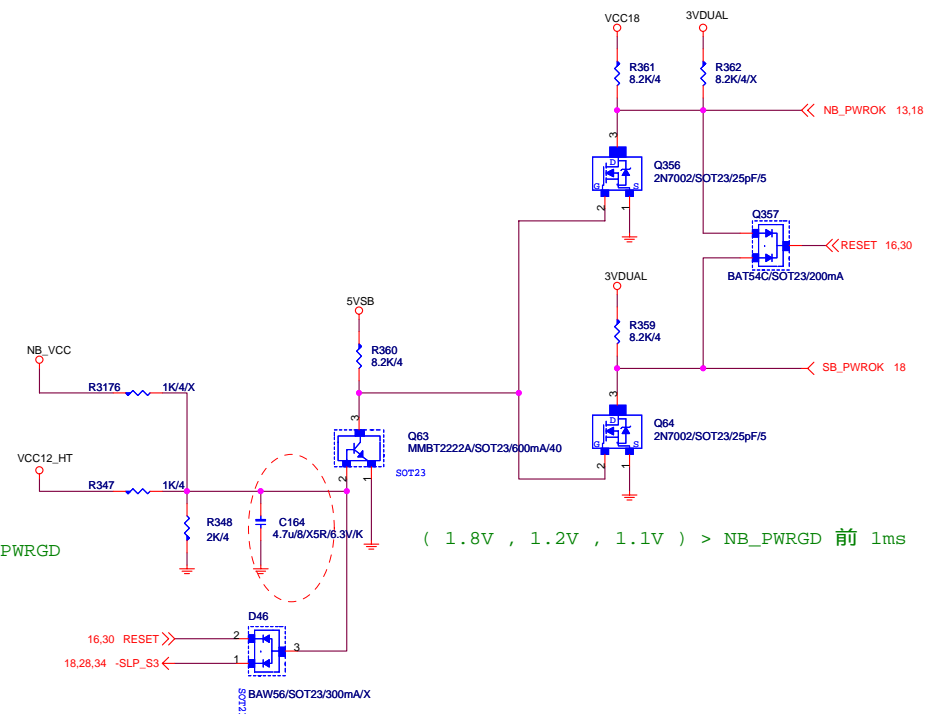 VCC18
3VDUAL
R361
8.2K/4
R362
8.2K/4/X
NB_PWROK 13,18
3
D
G
S
2
1
Q356
2N7002/SOT23/25pF/5
Q357
RESET 16,30
BAT54C/SOT23/200mA
3VDUAL
5VSB
R359
8.2K/4
NB_VCC
R360
8.2K/4
SB_PWROK 18
R3176
1K/4/X
3
3
D
G
S
2
1
Q64
2N7002/SOT23/25pF/5
Q63
MMBT2222A/SOT23/600mA/40
SOT23
2
1
VCC12_HT
R347
1K/4
R348
2K/4
C164
4.7u/8/X5R/6.3V/K
PWRGD
( 1.8V , 1.2V , 1.1V ) > NB_PWRGD 前 1ms
D46
16,30 RESET
2
3
18,28,34 -SLP_S3
1
BAW56/SOT23/300mA/X